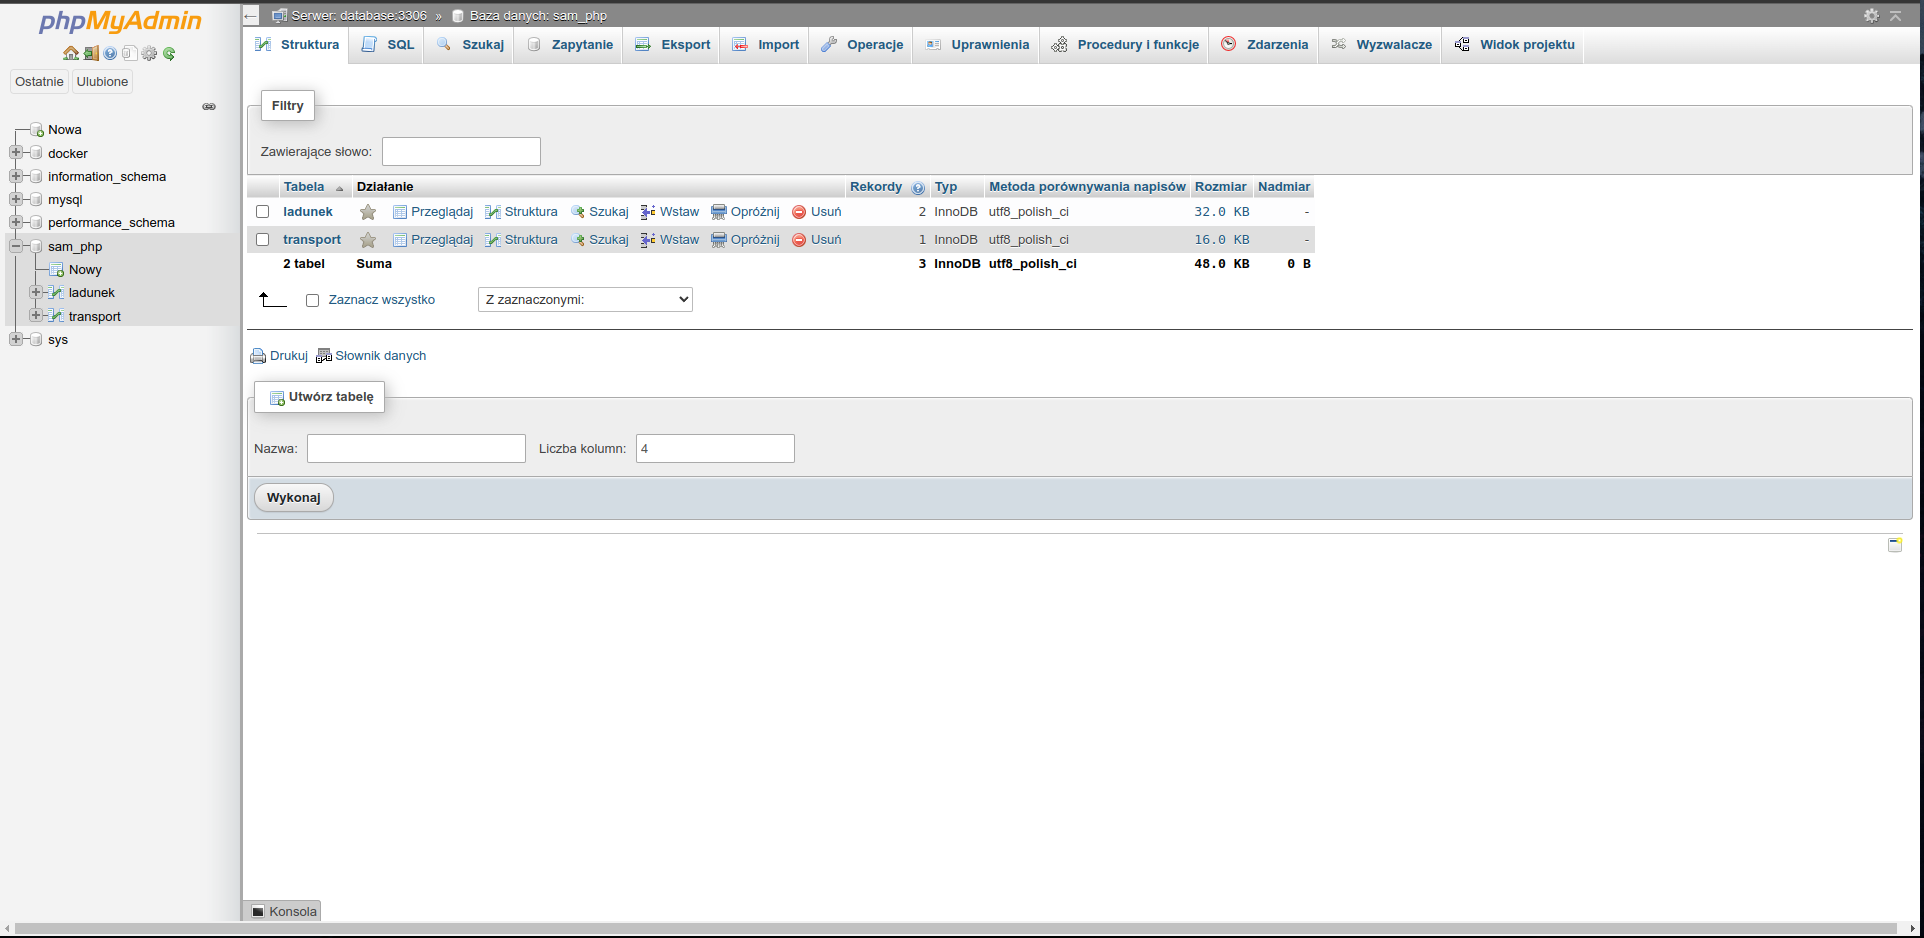 phpMyAdmin
Ostatnie Ulubione
Nowa
docker
information_schema
mysql
performance_schema
sam_php
Nowy
ladunek
transport
sys
Serwer: database:3306 » Baza danych: sam_php
Struktura SQL Szukaj Zapytanie Eksport Import Operacje Uprawnienia Procedury i funkcje Zdarzenia Wyzwalacze Widok projektu
Filtry
Zawierające słowo:
Tabela Działanie Rekordy Typ Metoda porównywania napisów Rozmiar Nadmiar
ladunek Przeglądaj Struktura Szukaj Wstaw Opróżnij Usuń 2 InnoDB utf8_polish_ci 32.0 KB -
transport Przeglądaj Struktura Szukaj Wstaw Opróżnij Usuń 1 InnoDB utf8_polish_ci 16.0 KB -
2 tabel Suma 3 InnoDB utf8_polish_ci 48.0 KB 0 B
Zaznacz wszystko Z zaznaczonymi:
Drukuj Słownik danych
Utwórz tabelę
Nazwa: Liczba kolumn: 4
Wykonaj
Konsola